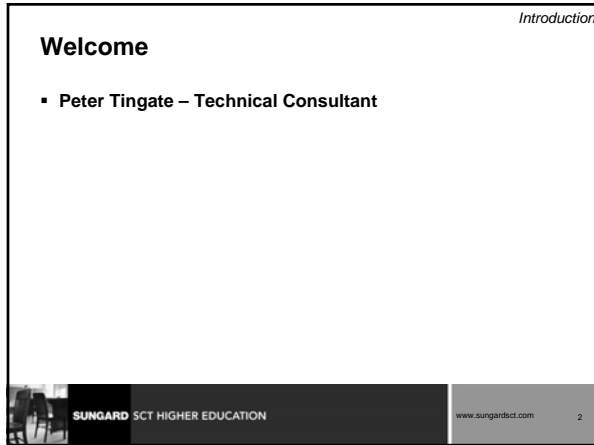 Introduction
Welcome
▪ Peter Tingate – Technical Consultant
SUNGARD SCT HIGHER EDUCATION
www.sungardsct.com 2